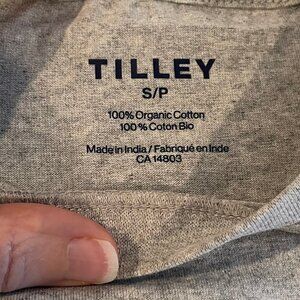 TILLEY
S/P
100% Organic Cotton
100% Coton Bio
Made in India / Fabriqué en Inde
CA 14803